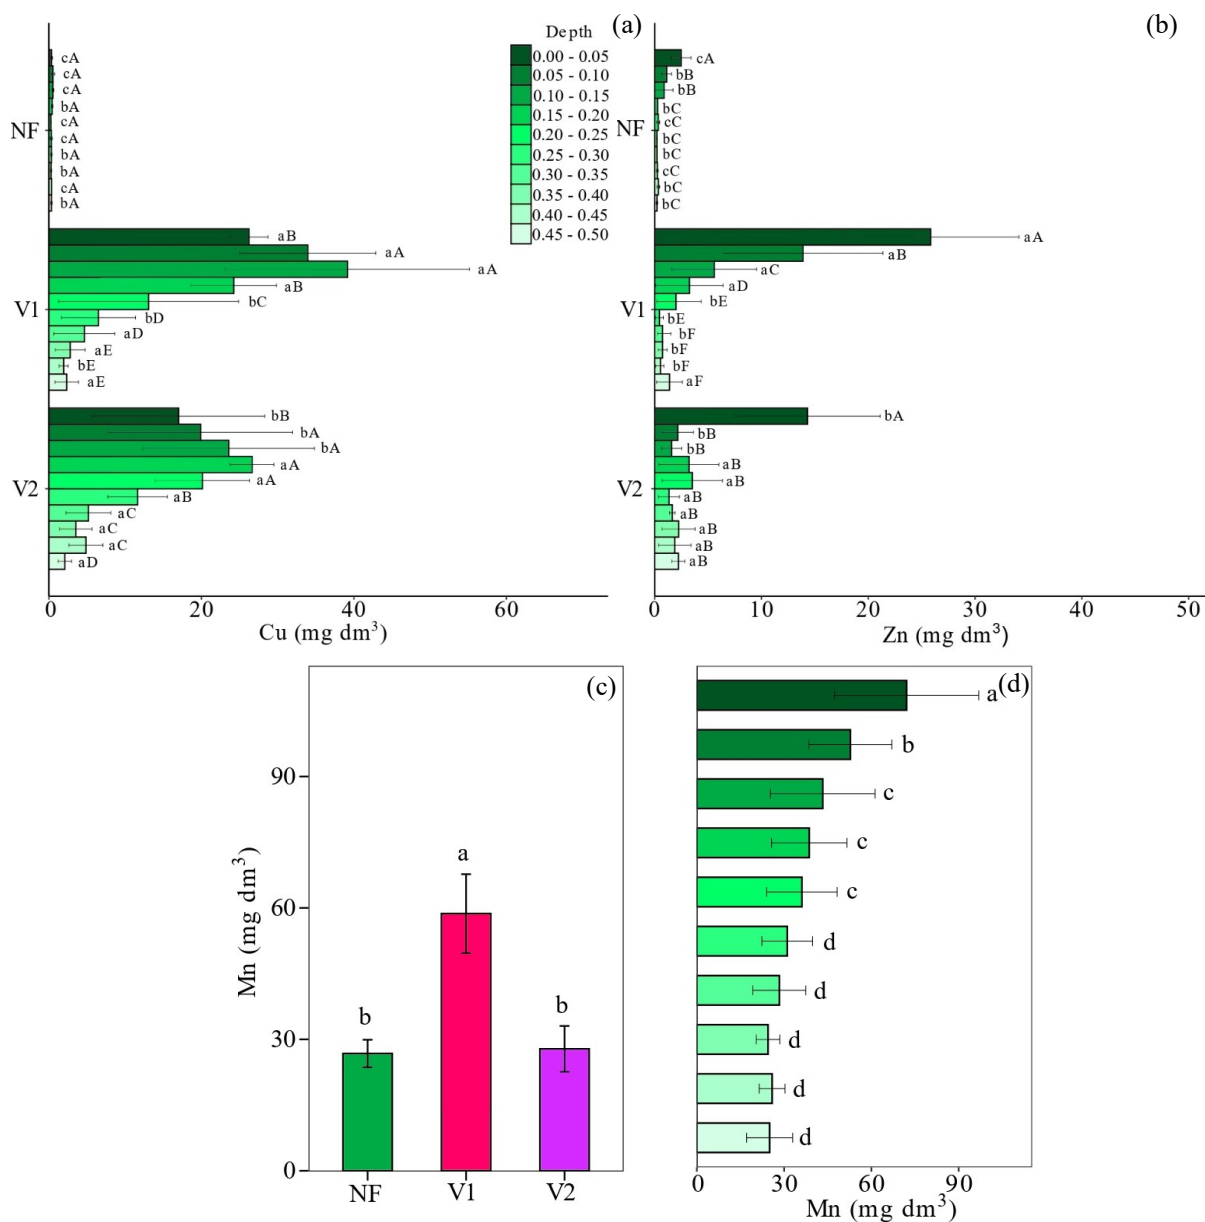 (a)
Depth
0.00 - 0.05
0.05 - 0.10
0.10 - 0.15
0.15 - 0.20
0.20 - 0.25
0.25 - 0.30
0.30 - 0.35
0.35 - 0.40
0.40 - 0.45
0.45 - 0.50
NF
cA
cA
cA
bA
cA
cA
bA
bA
cA
bA
V1
aB
aA
aA
aB
bC
bD
aD
aE
bE
aE
V2
bB
bA
bA
aA
aA
aB
aC
aC
aC
aD
0 20 40 60
Cu (mg dm³)
(b)
NF
cA
bB
bB
bC
cC
bC
bC
cC
bC
bC
V1
aA
aB
aC
aD
bE
bE
bF
bF
bF
aF
V2
bA
bB
bB
aB
aB
aB
aB
aB
aB
aB
0 10 20 30 40 50
Zn (mg dm³)
(c)
Mn (mg dm³)
90
60
30
0
b
a
b
NF V1 V2
(d)
a
b
c
c
c
d
d
d
d
d
0 30 60 90
Mn (mg dm³)